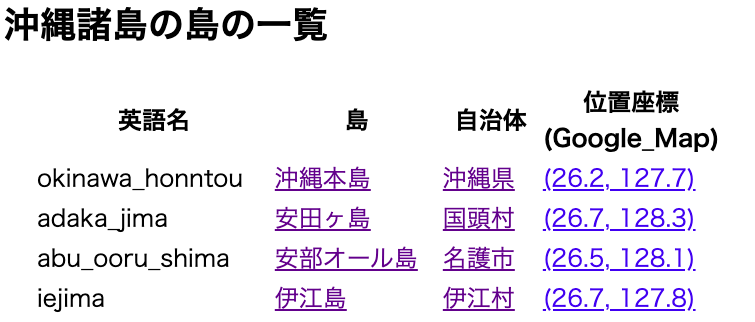 沖縄諸島の島の一覧
英語名 島 自治体 位置座標
(Google_Map)
okinawa_honntou 沖縄本島 沖縄県 (26.2, 127.7)
adaka_jima 安田ヶ島 国頭村 (26.7, 128.3)
abu_ooru_shima 安部オール島 名護市 (26.5, 128.1)
iejima 伊江島 伊江村 (26.7, 127.8)